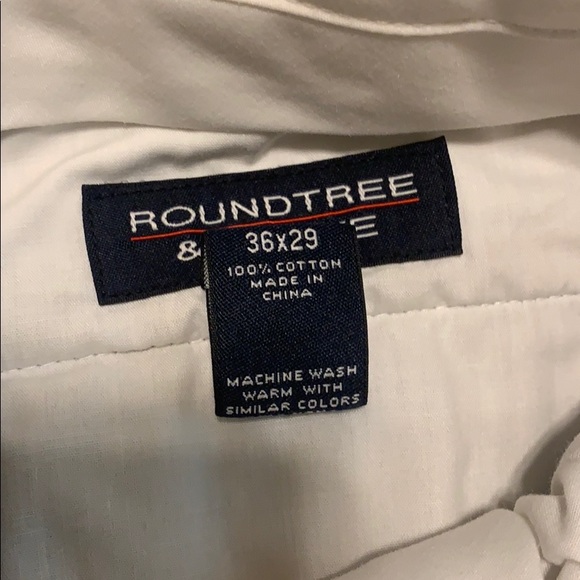 ROUNDTREE
& E
36x29
100% COTTON
MADE IN
CHINA
MACHINE WASH
WARM WITH
SIMILAR COLORS